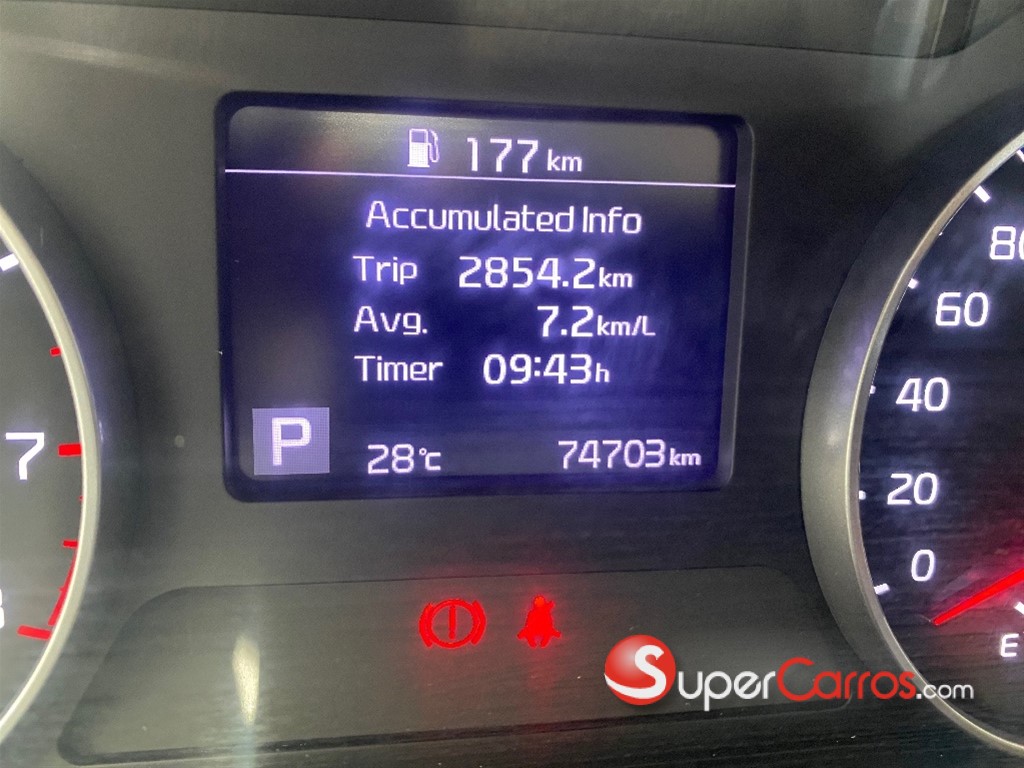 177 km
Accumulated Info
Trip 2854.2 km
Avg. 7.2 km/L
Timer 09:43 h
P 28°c 74703 km
7
80
60
40
20
0
E
SuperCarros.com